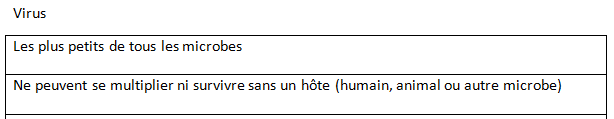 Virus
Les plus petits de tous les microbes
Ne peuvent se multiplier ni survivre sans un hôte (humain, animal ou autre microbe)